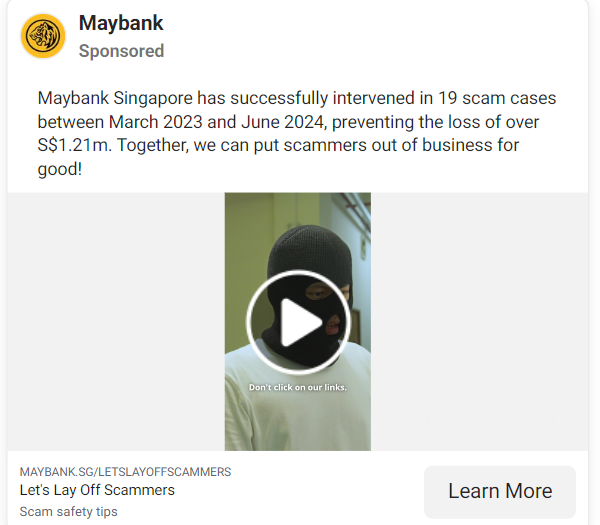 Maybank
Sponsored
Maybank Singapore has successfully intervened in 19 scam cases
between March 2023 and June 2024, preventing the loss of over
S$1.21m. Together, we can put scammers out of business for
good!
Don't click on our links.
MAYBANK.SG/LETSLAYOFFSCAMMERS
Let's Lay Off Scammers
Scam safety tips
Learn More